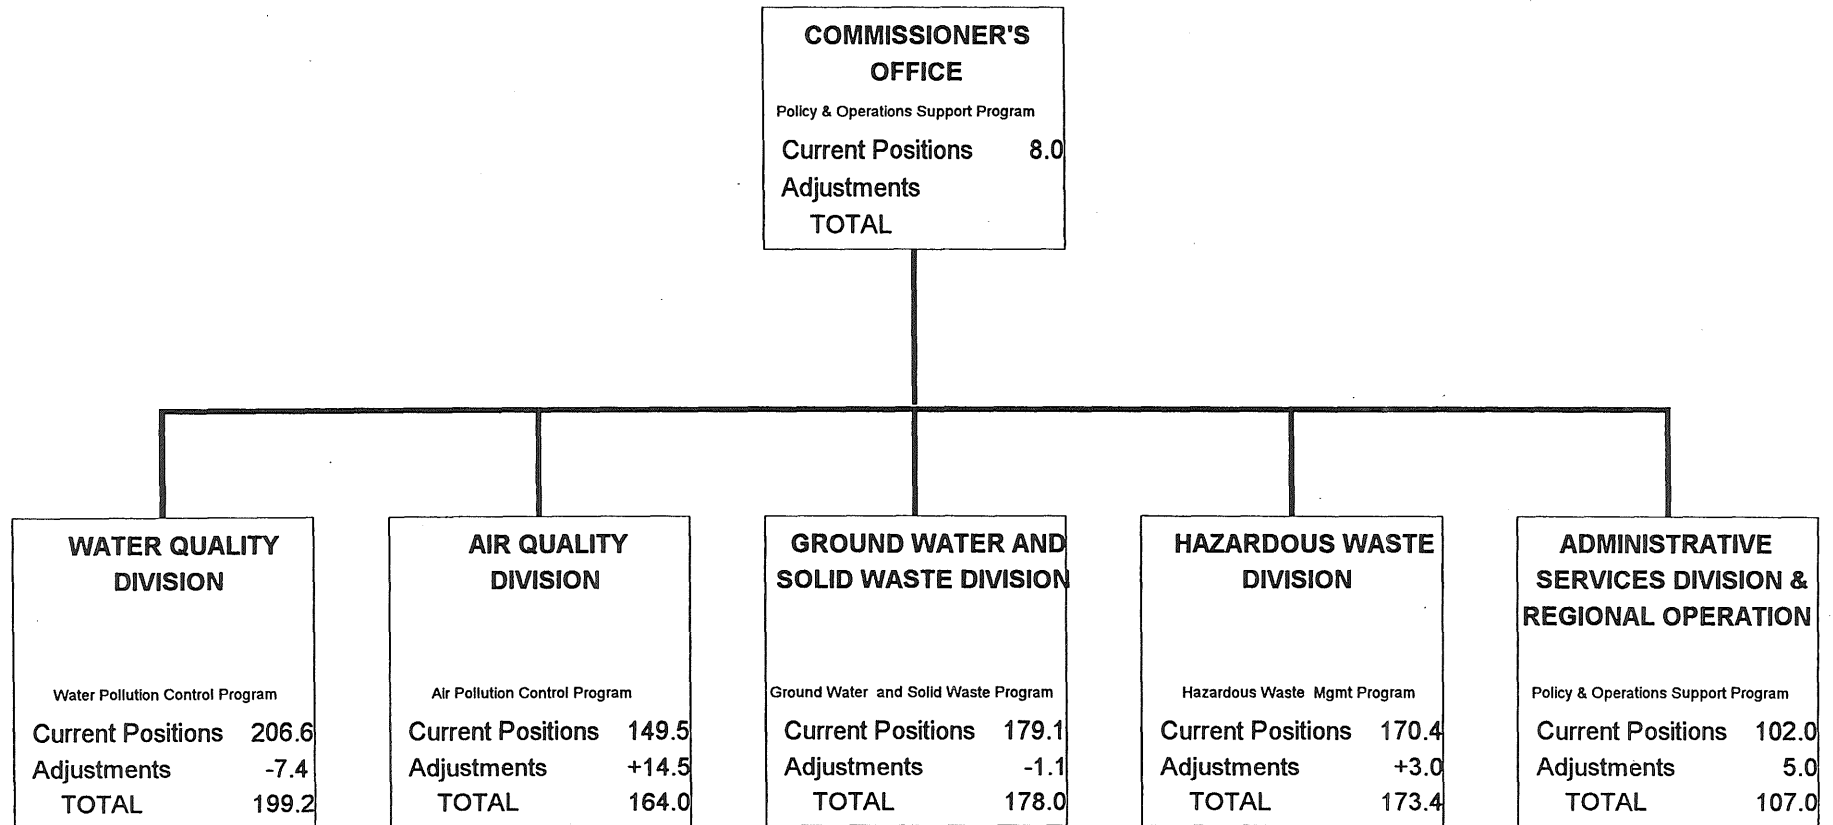 COMMISSIONER'S
OFFICE
Policy & Operations Support Program
Current Positions 8.0
Adjustments
TOTAL
WATER QUALITY
DIVISION
Water Pollution Control Program
Current Positions 206.6
Adjustments -7.4
TOTAL 199.2
AIR QUALITY
DIVISION
Air Pollution Control Program
Current Positions 149.5
Adjustments +14.5
TOTAL 164.0
GROUND WATER AND
SOLID WASTE DIVISION
Ground Water and Solid Waste Program
Current Positions 179.1
Adjustments -1.1
TOTAL 178.0
HAZARDOUS WASTE
DIVISION
Hazardous Waste Mgmt Program
Current Positions 170.4
Adjustments +3.0
TOTAL 173.4
ADMINISTRATIVE
SERVICES DIVISION &
REGIONAL OPERATION
Policy & Operations Support Program
Current Positions 102.0
Adjustments 5.0
TOTAL 107.0